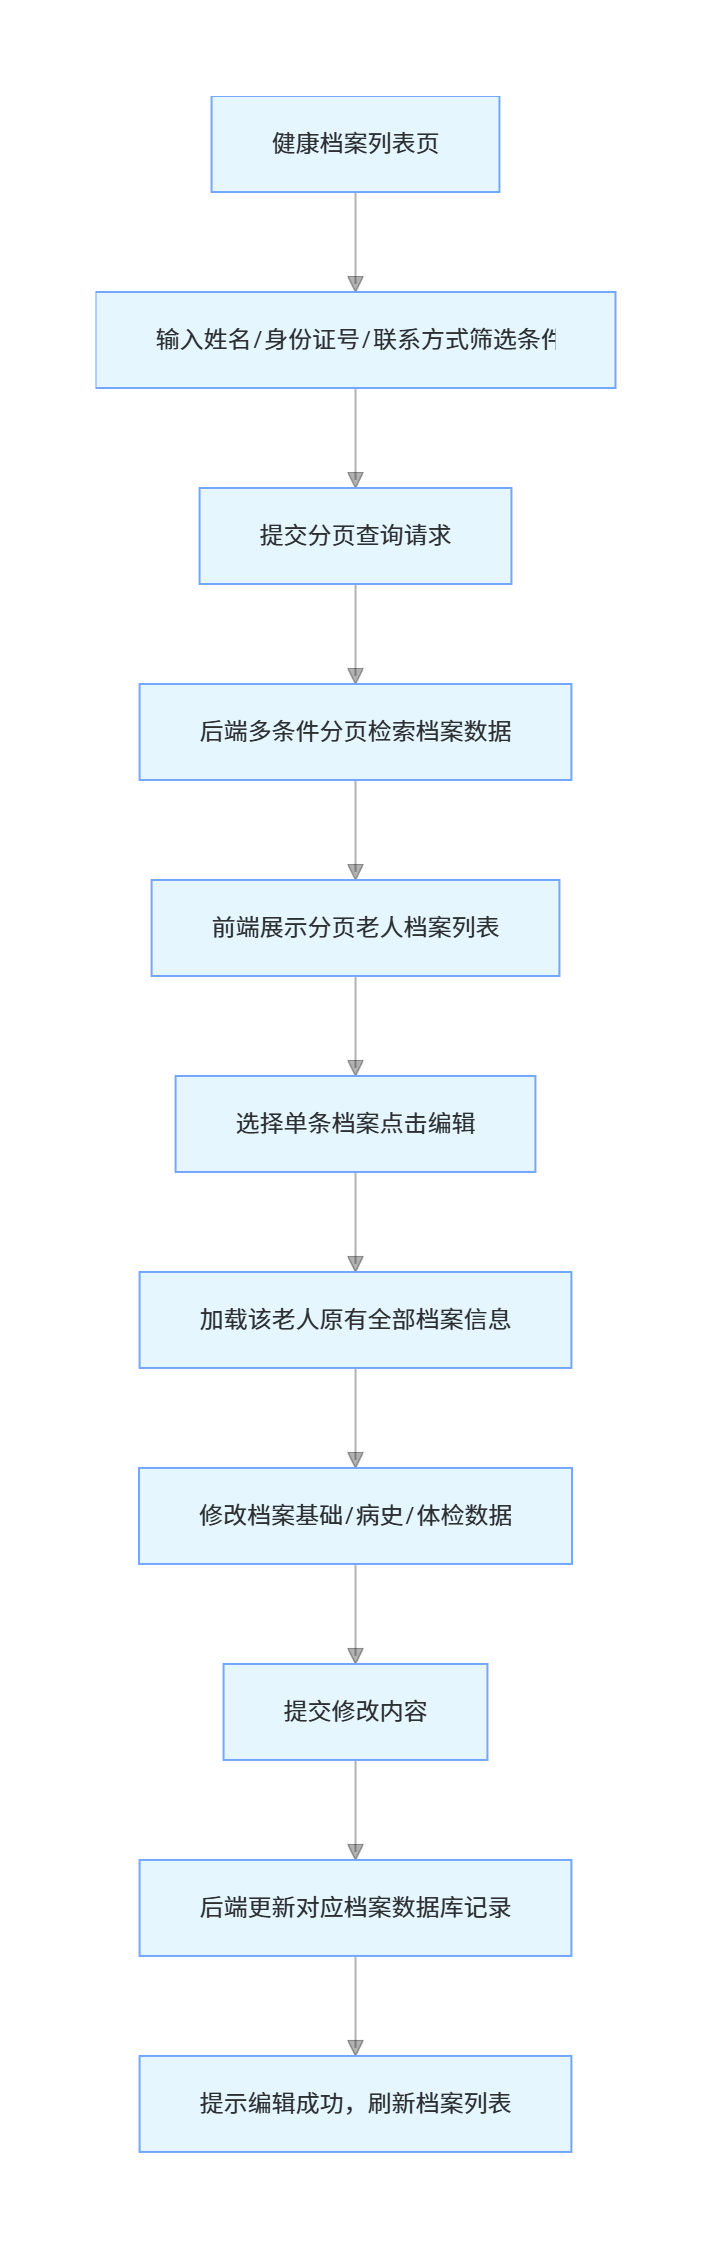 健康档案列表页
输入姓名/身份证号/联系方式筛选条件
提交分页查询请求
后端多条件分页检索档案数据
前端展示分页老人档案列表
选择单条档案点击编辑
加载该老人原有全部档案信息
修改档案基础/病史/体检数据
提交修改内容
后端更新对应档案数据库记录
提示编辑成功，刷新档案列表